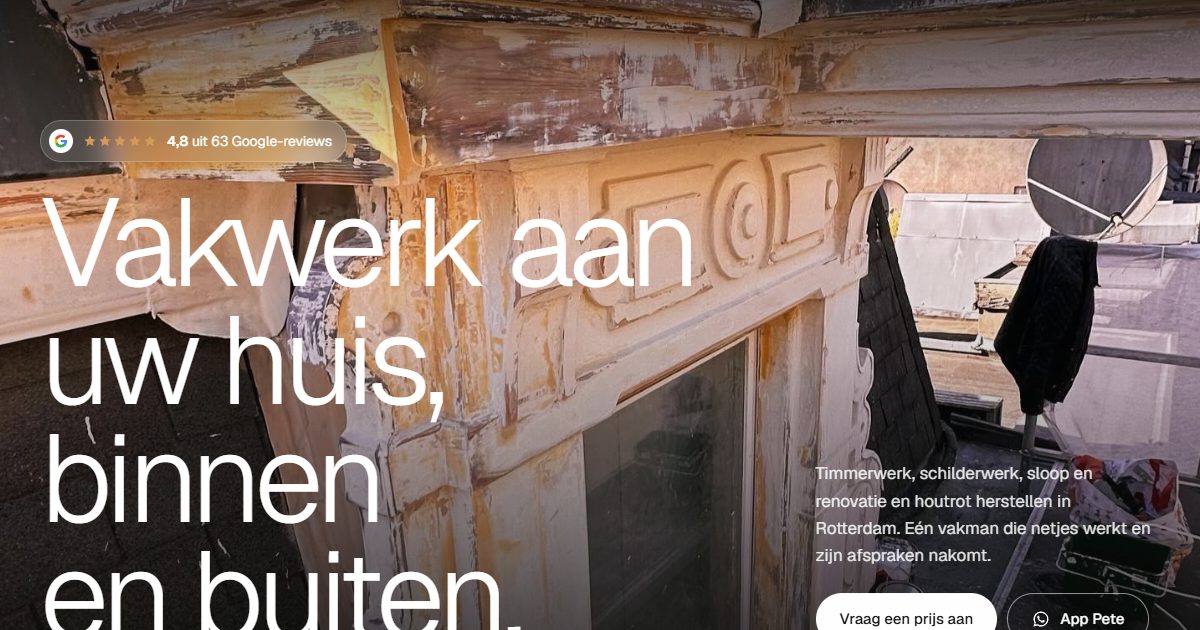 4,8 uit 63 Google-reviews
Vakwerk aan
uw huis,
binnen
en buiten.
Timmerwerk, schilderwerk, sloop en
renovatie en houtrot herstellen in
Rotterdam. Eén vakman die netjes werkt en
zijn afspraken nakomt.
Vraag een prijs aan
App Pete